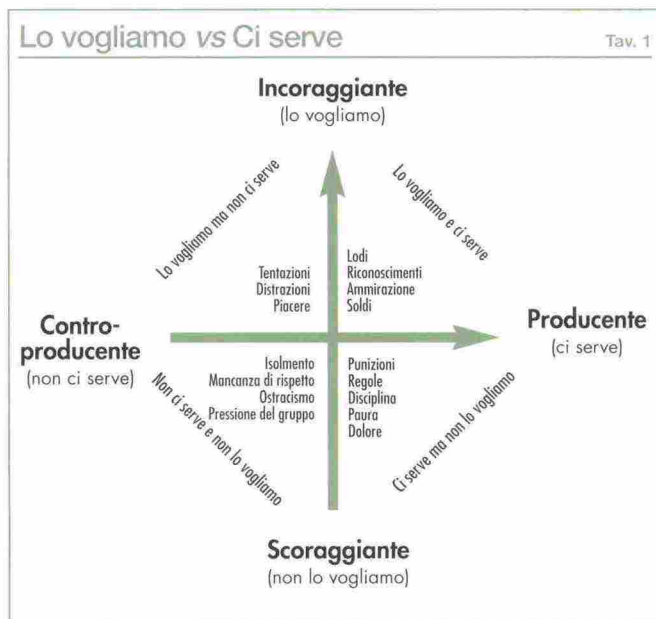 Lo vogliamo vs Ci serve
Tav. 1
Incoraggiante
(lo vogliamo)
Lo vogliamo ma non ci serve
Lo vogliamo e ci serve
Tentazioni
Distrazioni
Piacere
Lodi
Riconoscimenti
Ammirazione
Soldi
Contro-
producente
(non ci serve)
Producente
(ci serve)
Isolmento
Mancanza di rispetto
Ostracismo
Pressione del gruppo
Punizioni
Regole
Disciplina
Paura
Dolore
Non ci serve e non lo vogliamo
Ci serve ma non lo vogliamo
Scoraggiante
(non lo vogliamo)